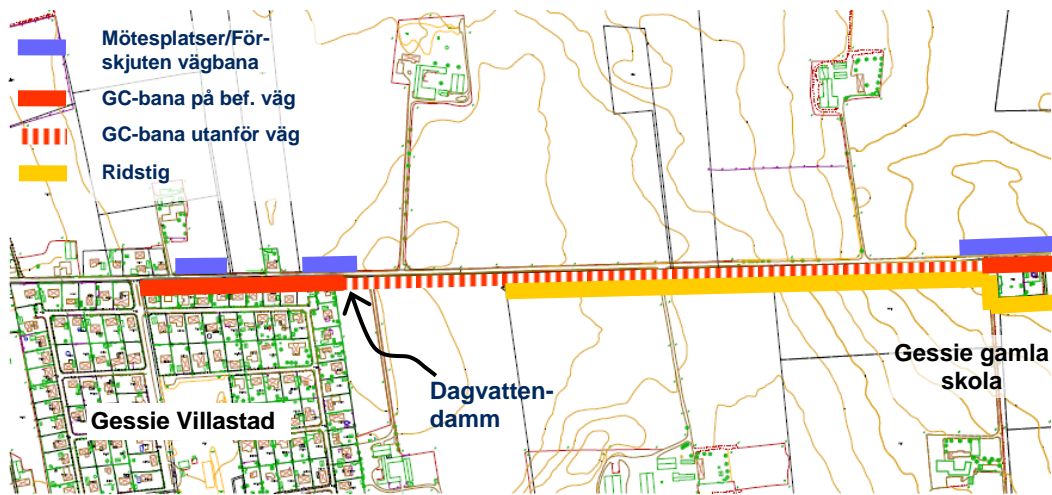 Mötesplatser/För-
skjuten vägbana
GC-bana på bef. väg
GC-bana utanför väg
Ridstig
Gessie gamla
skola
Dagvatten-
damm
Gessie Villastad